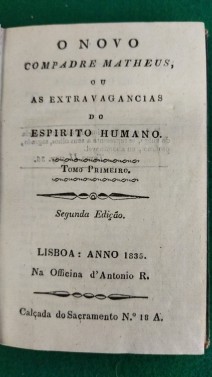 O NOVO
COMPADRE MATHEUS,
OU
AS EXTRAVAGANCIAS
DO
ESPIRITO HUMANO.
Tomo Primeiro.
Segunda Edição.
LISBOA: ANNO 1835.
Na Officina d'Antonio R.
Calçada do Sacramento N.º 18 A.